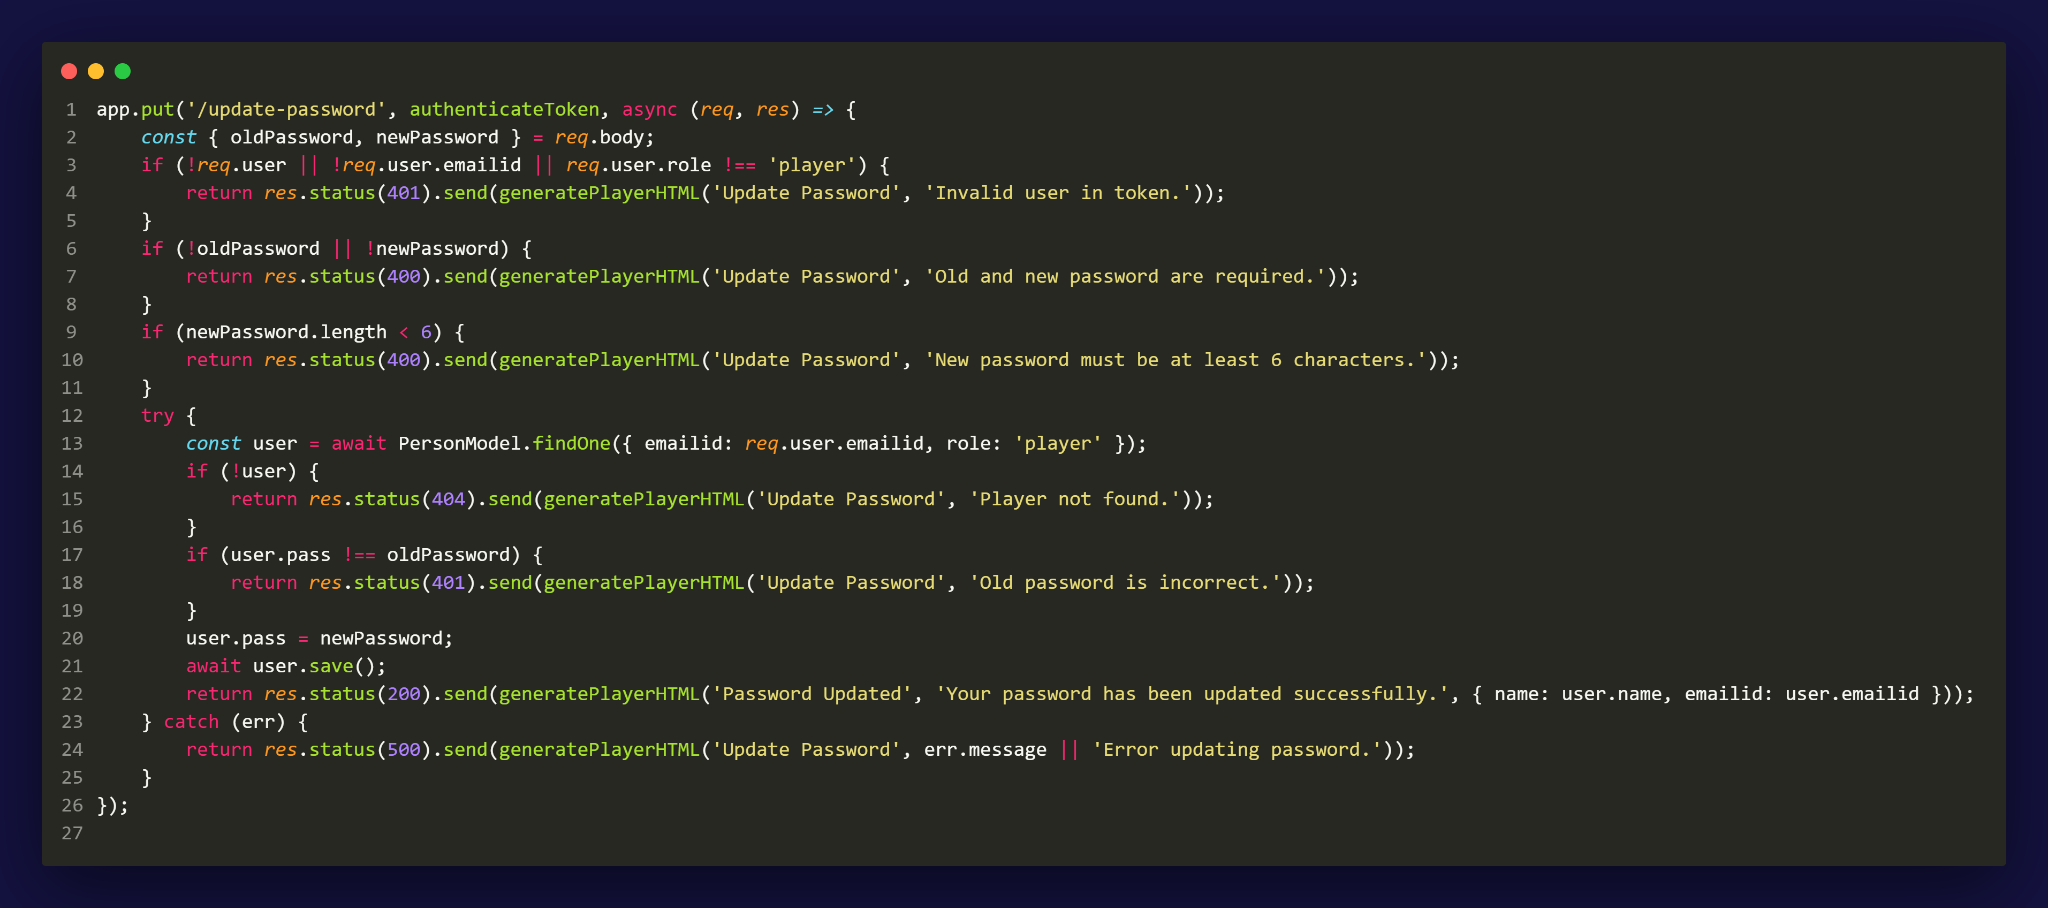 1 app.put('/update-password', authenticateToken, async (req, res) => {
2     const { oldPassword, newPassword } = req.body;
3     if (!req.user || !req.user.emailid || req.user.role !== 'player') {
4         return res.status(401).send(generatePlayerHTML('Update Password', 'Invalid user in token.'));
5     }
6     if (!oldPassword || !newPassword) {
7         return res.status(400).send(generatePlayerHTML('Update Password', 'Old and new password are required.'));
8     }
9     if (newPassword.length < 6) {
10         return res.status(400).send(generatePlayerHTML('Update Password', 'New password must be at least 6 characters.'));
11     }
12     try {
13         const user = await PersonModel.findOne({ emailid: req.user.emailid, role: 'player' });
14         if (!user) {
15             return res.status(404).send(generatePlayerHTML('Update Password', 'Player not found.'));
16         }
17         if (user.pass !== oldPassword) {
18             return res.status(401).send(generatePlayerHTML('Update Password', 'Old password is incorrect.'));
19         }
20         user.pass = newPassword;
21         await user.save();
22         return res.status(200).send(generatePlayerHTML('Password Updated', 'Your password has been updated successfully.', { name: user.name, emailid: user.emailid }));
23     } catch (err) {
24         return res.status(500).send(generatePlayerHTML('Update Password', err.message || 'Error updating password.'));
25     }
26 });
27